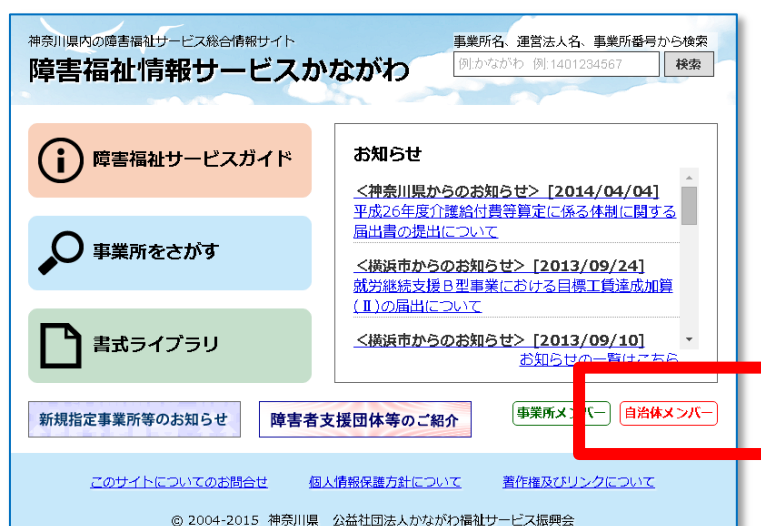 神奈川県内の障害福祉サービス総合情報サイト
障害福祉情報サービスかながわ
事業所名、運営法人名、事業所番号から検索
例:かながわ 例:1401234567
検索
障害福祉サービスガイド
事業所をさがす
書式ライブラリ
お知らせ
<神奈川県からのお知らせ> [2014/04/04]
平成26年度介護給付費等算定に係る体制に関する
届出書の提出について
<横浜市からのお知らせ> [2013/09/24]
就労継続支援B型事業における目標工賃達成加算
(Ⅱ)の届出について
<横浜市からのお知らせ> [2013/09/10]
お知らせの一覧はこちら
新規指定事業所等のお知らせ
障害者支援団体等のご紹介
事業所メンバー
自治体メンバー
このサイトについてのお問合せ
個人情報保護方針について
著作権及びリンクについて
© 2004-2015 神奈川県 公益社団法人かながわ福祉サービス振興会